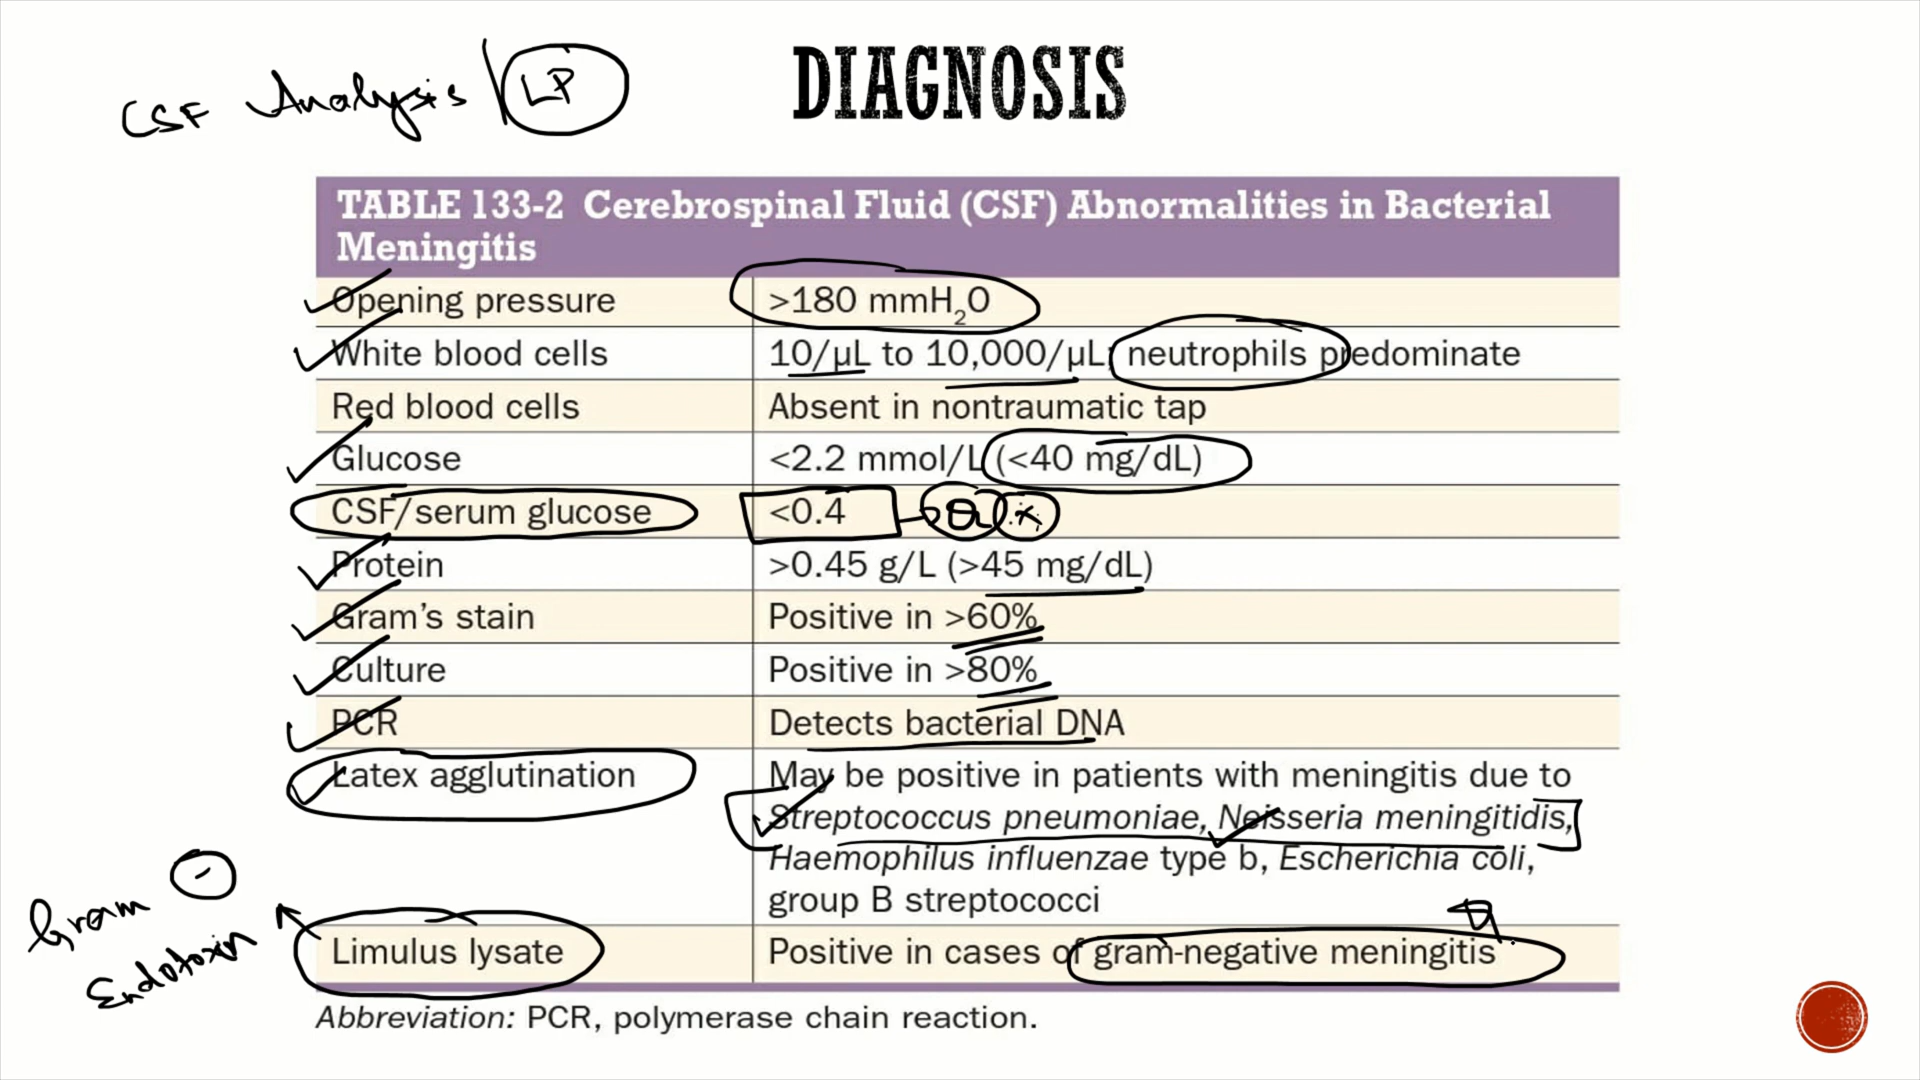 CSF Analysis / LP
DIAGNOSIS
TABLE 133-2 Cerebrospinal Fluid (CSF) Abnormalities in Bacterial
Meningitis
Opening pressure >180 mmH₂O
White blood cells 10/μL to 10,000/μL; neutrophils predominate
Red blood cells Absent in nontraumatic tap
Glucose <2.2 mmol/L (<40 mg/dL)
CSF/serum glucose <0.4
Protein >0.45 g/L (>45 mg/dL)
Gram's stain Positive in >60%
Culture Positive in >80%
PCR Detects bacterial DNA
Latex agglutination May be positive in patients with meningitis due to
Streptococcus pneumoniae, Neisseria meningitidis,
Haemophilus influenzae type b, Escherichia coli,
group B streptococci
Gram -
Endotoxin
Limulus lysate Positive in cases of gram-negative meningitis
Abbreviation: PCR, polymerase chain reaction.